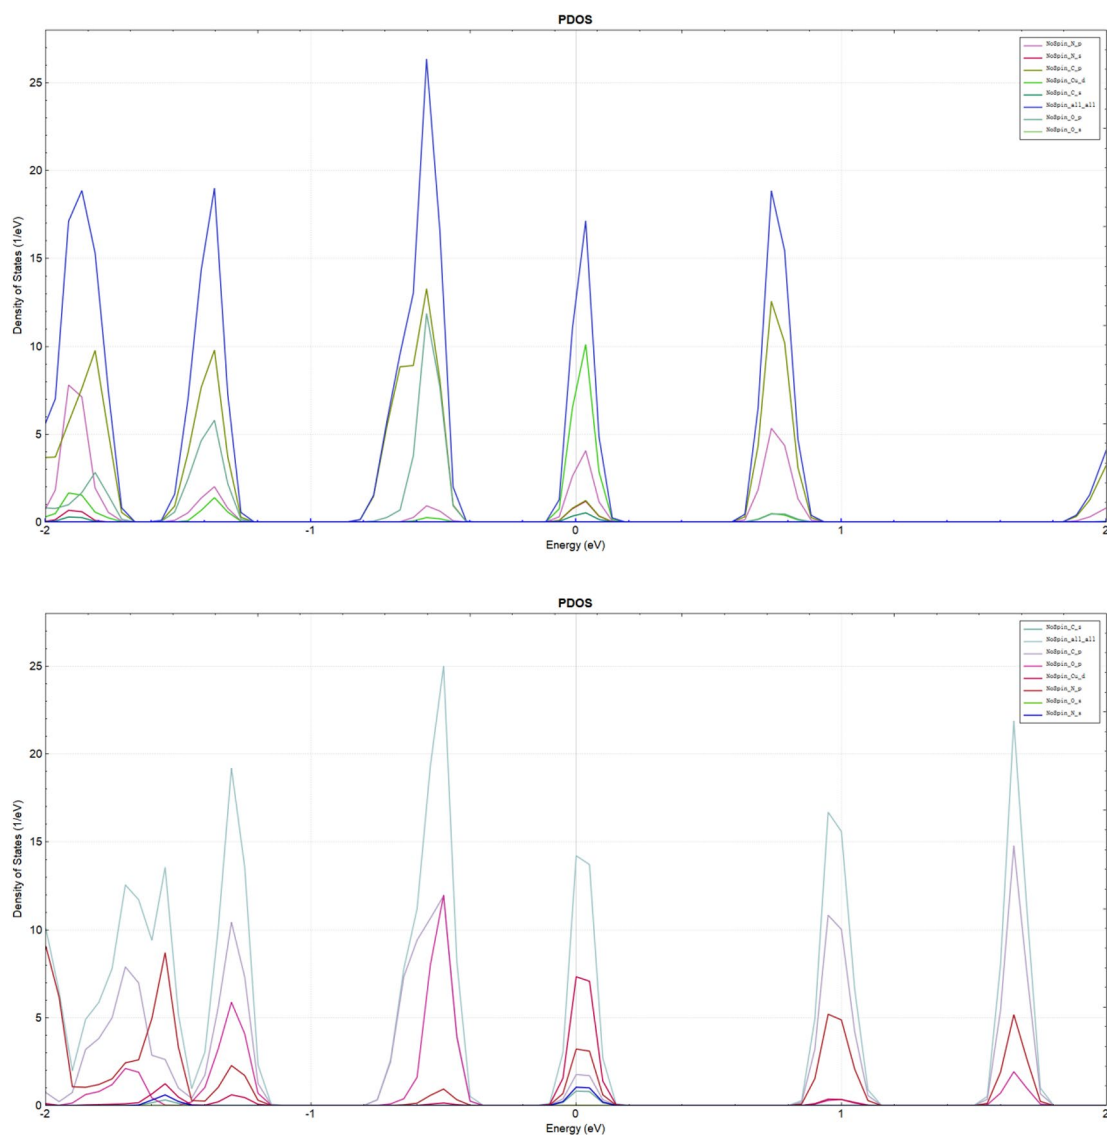 PDOS
25
20
15
10
5
0
Density of States (1/eV)
NoSpin_N_p
NoSpin_N_s
NoSpin_C_p
NoSpin_Cu_d
NoSpin_C_s
NoSpin_all_all
NoSpin_O_p
NoSpin_O_s
-2
-1
0
1
2
Energy (eV)
PDOS
25
20
15
10
5
0
Density of States (1/eV)
NoSpin_C_s
NoSpin_all_all
NoSpin_C_p
NoSpin_O_p
NoSpin_Cu_d
NoSpin_N_p
NoSpin_O_s
NoSpin_N_s
-2
-1
0
1
2
Energy (eV)